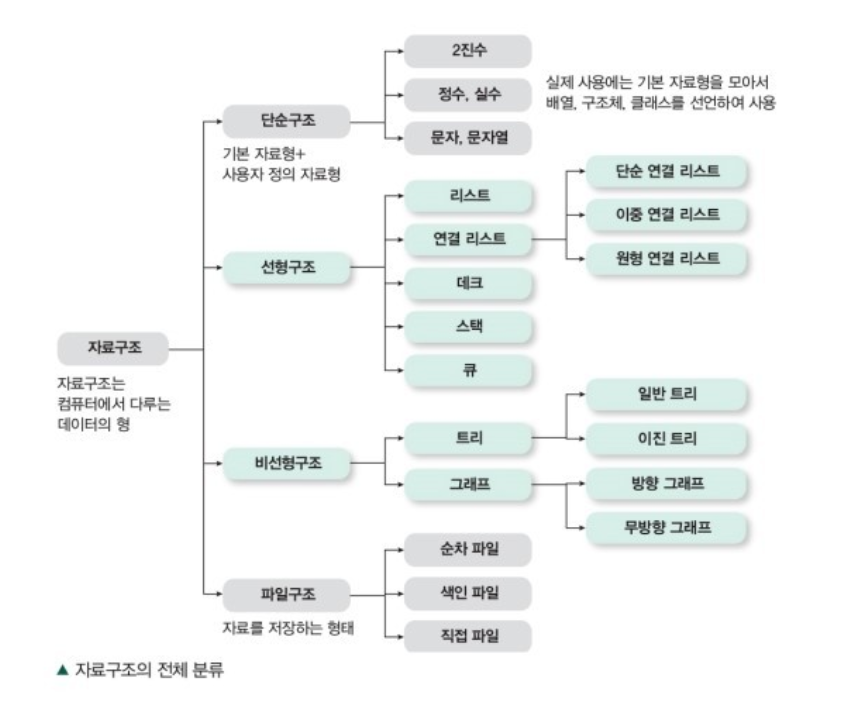 2진수
정수, 실수
실제 사용에는 기본 자료형을 모아서
배열, 구조체, 클래스를 선언하여 사용
단순구조
문자, 문자열
기본 자료형+
사용자 정의 자료형
단순 연결 리스트
리스트
이중 연결 리스트
연결 리스트
원형 연결 리스트
선형구조
데크
스택
자료구조
큐
자료구조는
컴퓨터에서 다루는
데이터의 형
일반 트리
트리
이진 트리
비선형구조
그래프
방향 그래프
무방향 그래프
순차 파일
파일구조
색인 파일
자료를 저장하는 형태
직접 파일
▲ 자료구조의 전체 분류